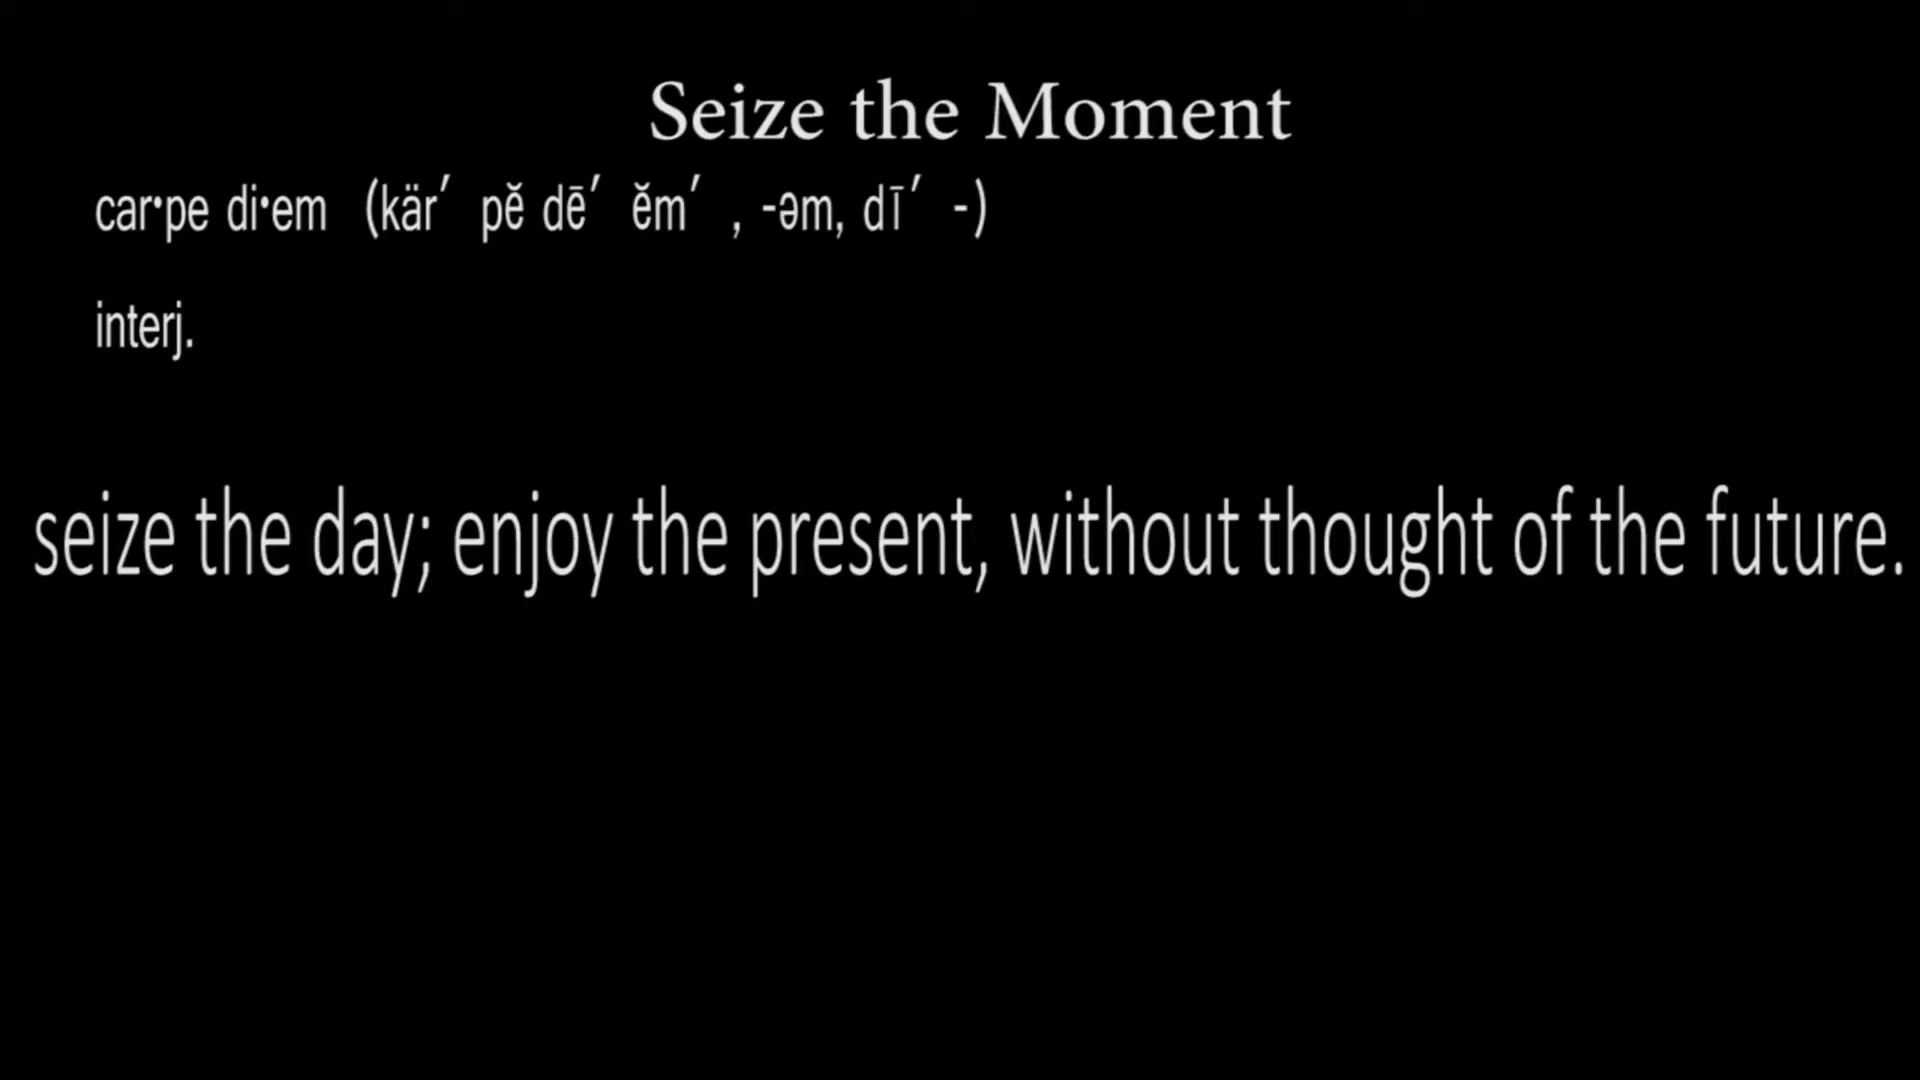 Seize the Moment
car·pe di·em (kär′ pĕ dē′ ĕm′ , -əm, dī′ -)
interj.
seize the day; enjoy the present, without thought of the future.